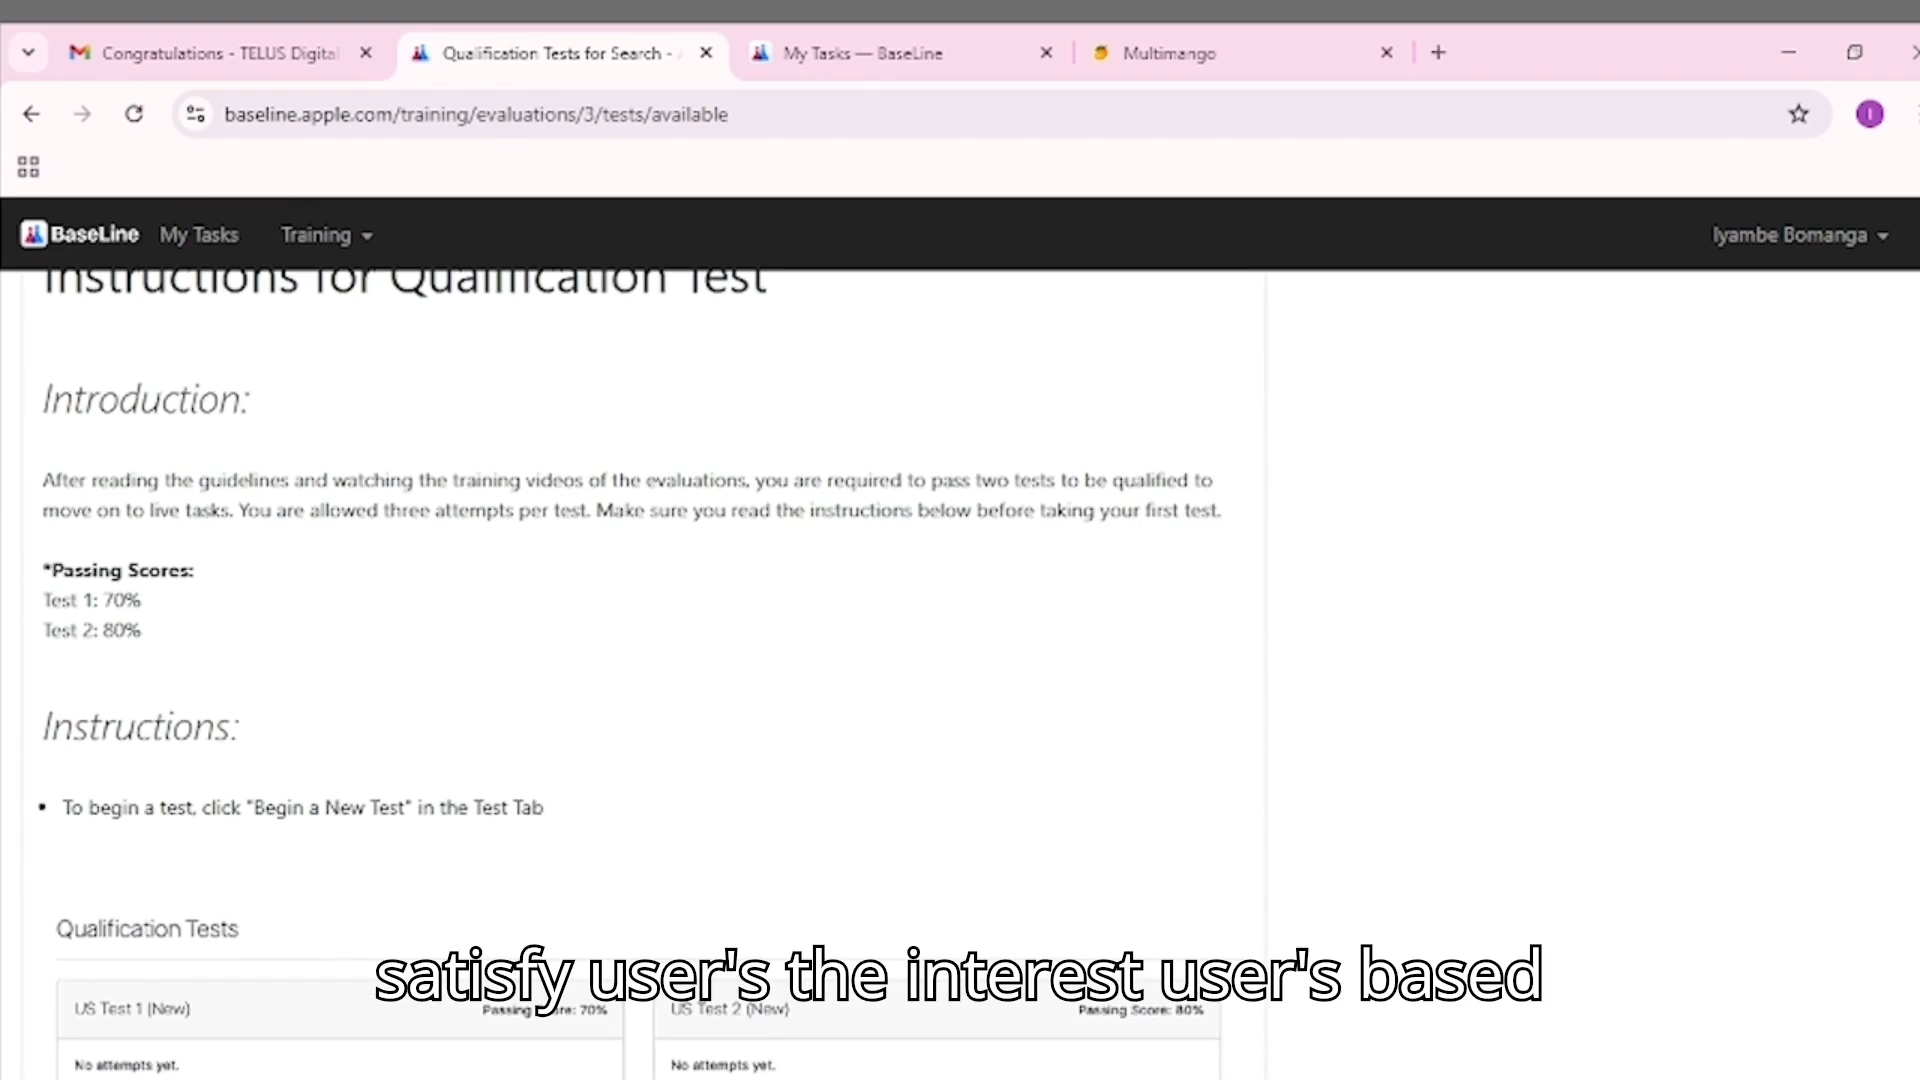 Congratulations - TELUS Digital
Qualification Tests for Search -
My Tasks — BaseLine
Multimango
baseline.apple.com/training/evaluations/3/tests/available
I
BaseLine
My Tasks
Training
Iyambe Bomanga
Instructions for Qualification Test
Introduction:
After reading the guidelines and watching the training videos of the evaluations, you are required to pass two tests to be qualified to
move on to live tasks. You are allowed three attempts per test. Make sure you read the instructions below before taking your first test.
*Passing Scores:
Test 1: 70%
Test 2: 80%
Instructions:
• To begin a test, click "Begin a New Test" in the Test Tab
Qualification Tests
satisfy user's the interest user's based
US Test 1 (New)
Passing Score: 70%
US Test 2 (New)
Passing Score: 80%
No attempts yet.
No attempts yet.